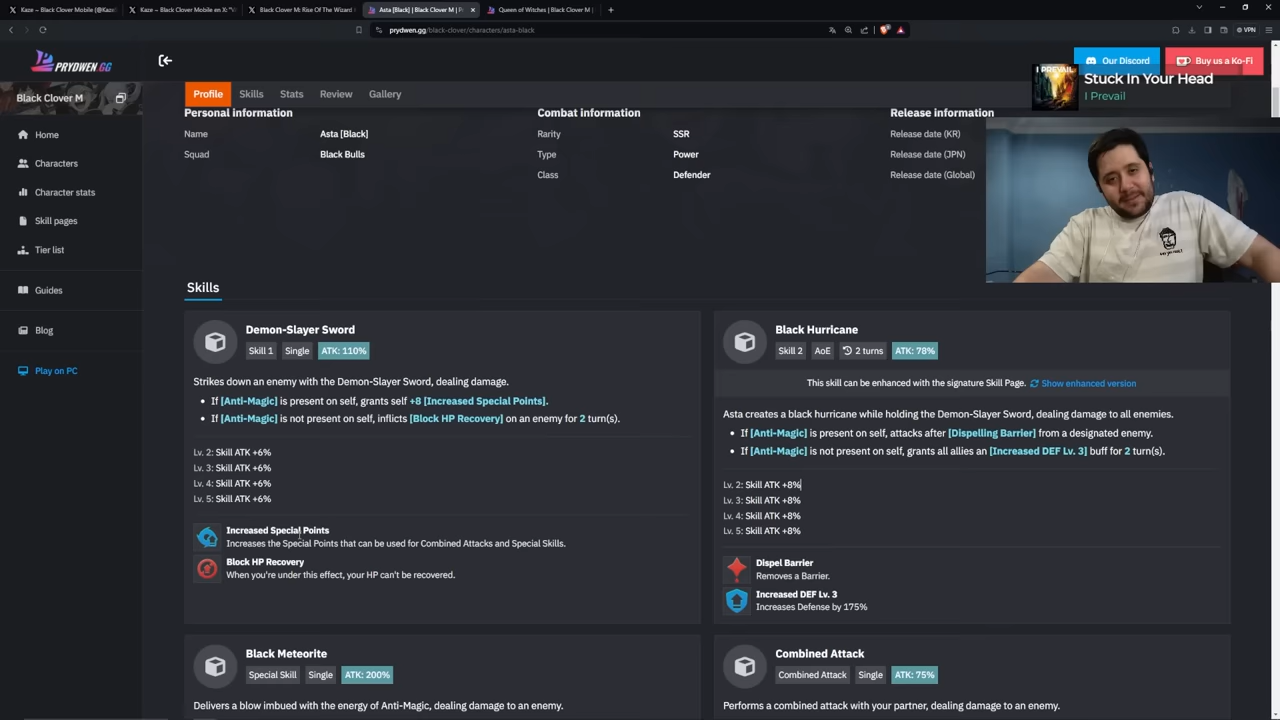 Kaze – Black Clover Mobile (@Kaze
Kaze – Black Clover Mobile en X: "V
Black Clover M: Rise Of The Wizard
Asta [Black] | Black Clover M | P
Queen of Witches | Black Clover M |
prydwen.gg/black-clover/characters/asta-black
VPN
PRYDWEN.GG
Our Discord
Buy us a Ko-Fi
I PREVAIL
Stuck In Your Head
I Prevail
Black Clover M
Profile
Skills
Stats
Review
Gallery
Home
Characters
Character stats
Skill pages
Tier list
Guides
Blog
Play on PC
Personal information
Name Asta [Black]
Squad Black Bulls
Combat information
Rarity SSR
Type Power
Class Defender
Release information
Release date (KR)
Release date (JPN)
Release date (Global)
Skills
Demon-Slayer Sword
Skill 1 Single ATK: 110%
Strikes down an enemy with the Demon-Slayer Sword, dealing damage.
• If [Anti-Magic] is present on self, grants self +8 [Increased Special Points].
• If [Anti-Magic] is not present on self, inflicts [Block HP Recovery] on an enemy for 2 turn(s).
Lv. 2: Skill ATK +6%
Lv. 3: Skill ATK +6%
Lv. 4: Skill ATK +6%
Lv. 5: Skill ATK +6%
Increased Special Points
Increases the Special Points that can be used for Combined Attacks and Special Skills.
Block HP Recovery
When you're under this effect, your HP can't be recovered.
Black Hurricane
Skill 2 AoE 2 turns ATK: 78%
This skill can be enhanced with the signature Skill Page. Show enhanced version
Asta creates a black hurricane while holding the Demon-Slayer Sword, dealing damage to all enemies.
• If [Anti-Magic] is present on self, attacks after [Dispelling Barrier] from a designated enemy.
• If [Anti-Magic] is not present on self, grants all allies an [Increased DEF Lv. 3] buff for 2 turn(s).
Lv. 2: Skill ATK +8%
Lv. 3: Skill ATK +8%
Lv. 4: Skill ATK +8%
Lv. 5: Skill ATK +8%
Dispel Barrier
Removes a Barrier.
Increased DEF Lv. 3
Increases Defense by 175%
Black Meteorite
Special Skill Single ATK: 200%
Delivers a blow imbued with the energy of Anti-Magic, dealing damage to an enemy.
Combined Attack
Combined Attack Single ATK: 75%
Performs a combined attack with your partner, dealing damage to an enemy.